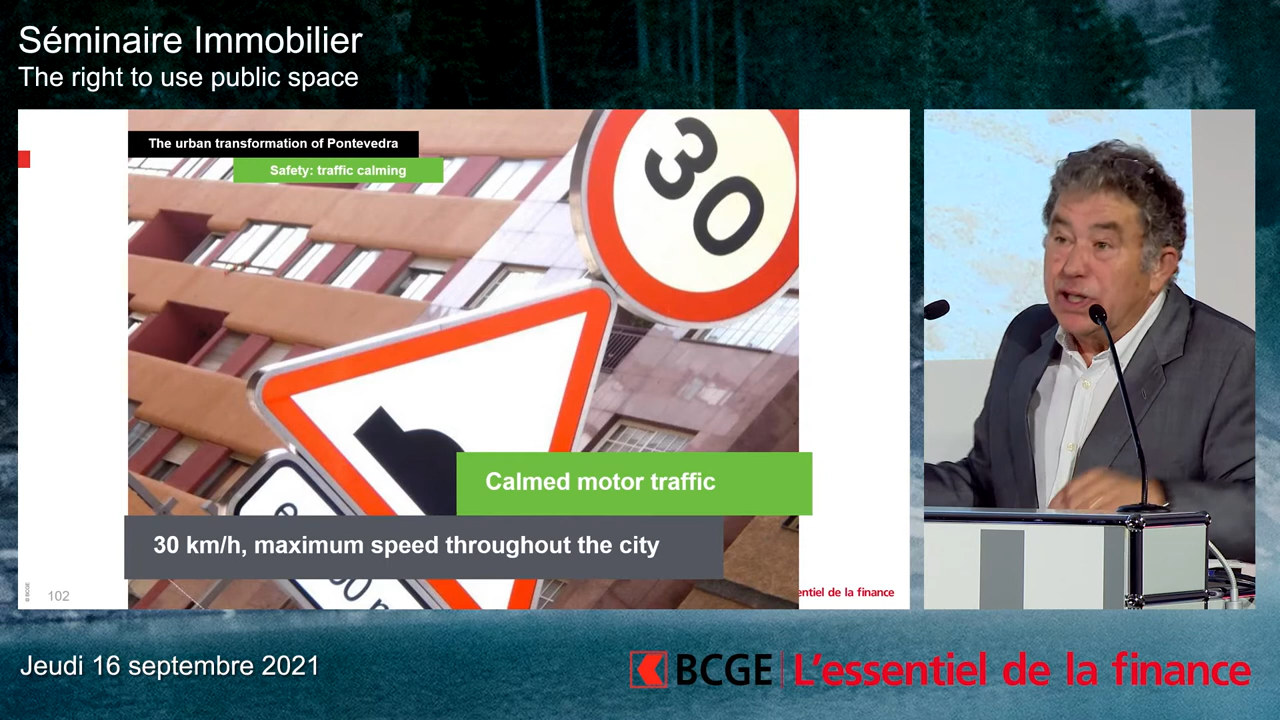 Séminaire Immobilier
The right to use public space
The urban transformation of Pontevedra
Safety: traffic calming
30
Calmed motor traffic
30 km/h, maximum speed throughout the city
© BCGE
102
entiel de la finance
Jeudi 16 septembre 2021
BCGE L'essentiel de la finance